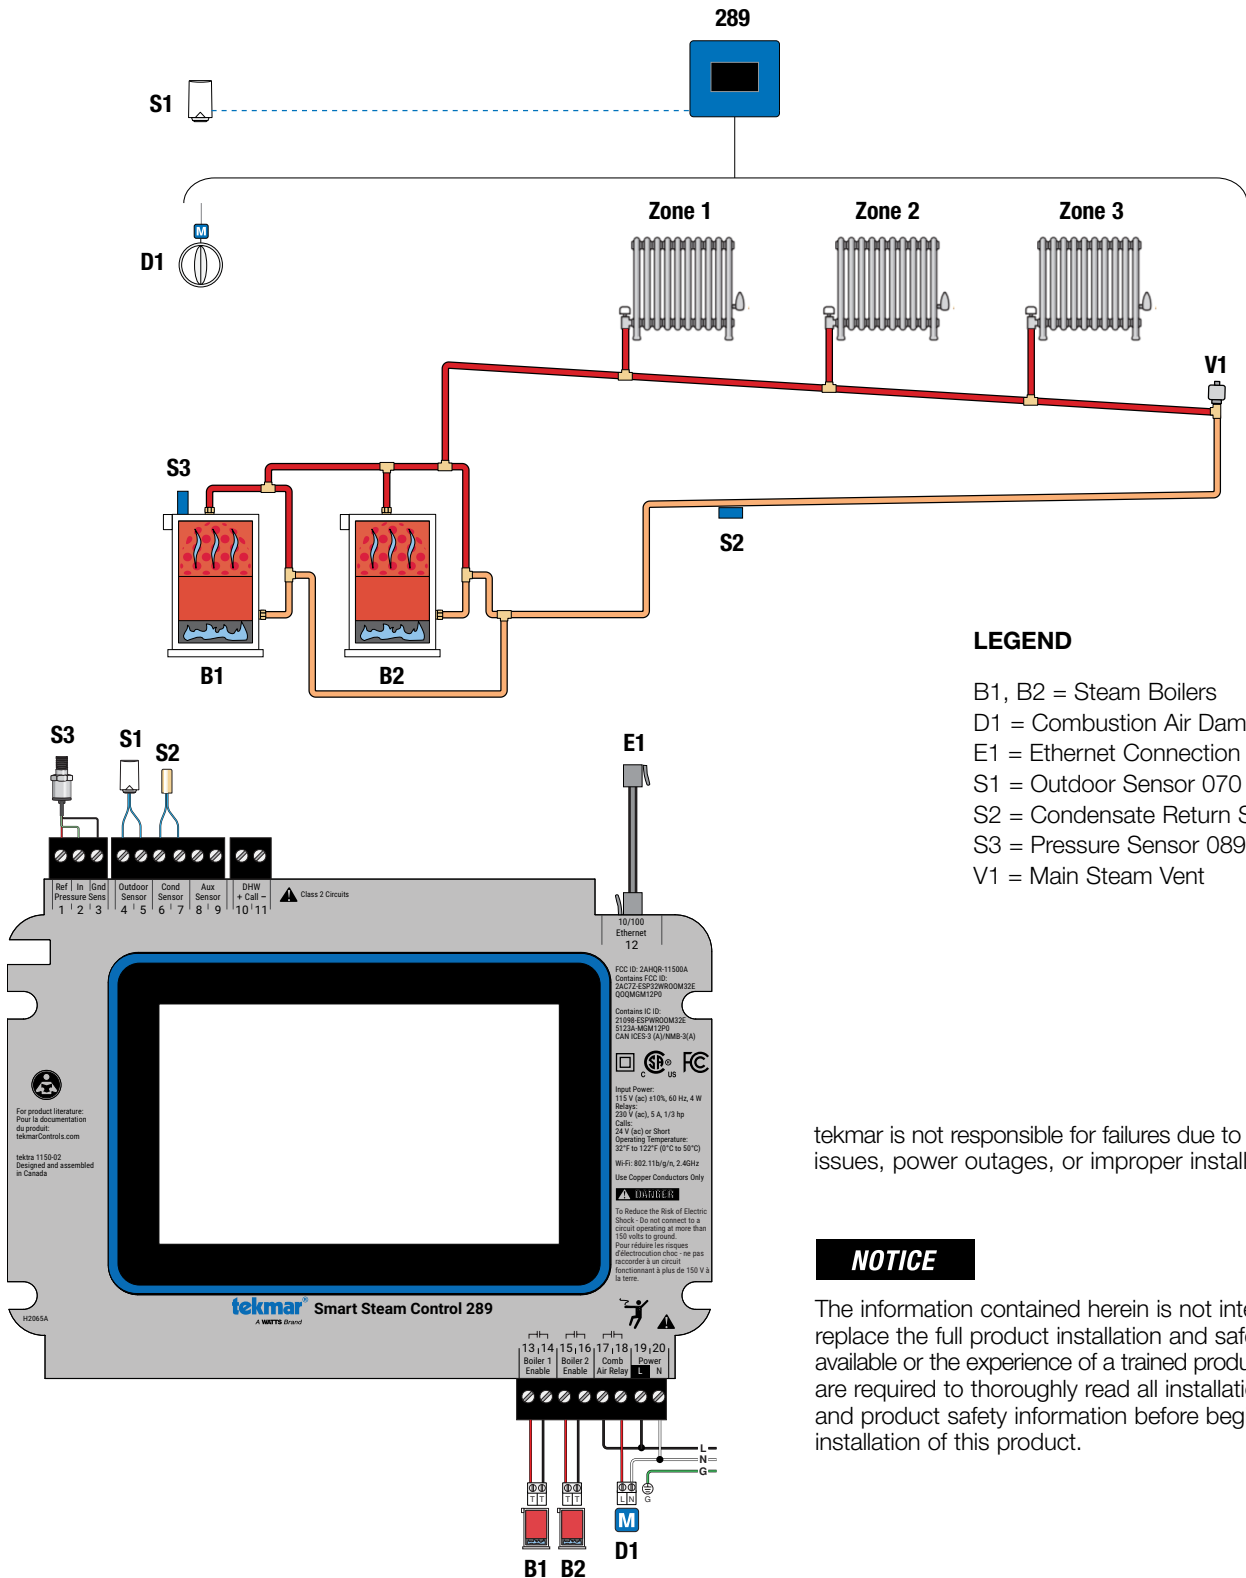 289
S1
M
D1
Zone 1 Zone 2 Zone 3
V1
S3
S2
B1 B2
LEGEND
B1, B2 = Steam Boilers
D1 = Combustion Air Dam
E1 = Ethernet Connection
S1 = Outdoor Sensor 070
S2 = Condensate Return S
S3 = Pressure Sensor 089
V1 = Main Steam Vent
S3 S1 S2 E1
Ref In Gnd
Pressure Sens
1 2 3
Outdoor
Sensor
4 5
Cond
Sensor
6 7
Aux
Sensor
8 9
DHW
+ Call –
10 11
Class 2 Circuits
10/100
Ethernet
12
FCC ID: 2AHQR-11500A
Contains FCC ID:
2AC7Z-ESP32WROOM32E
QOQMGM12P0
Contains IC ID:
21098-ESPWROOM32E
5123A-MGM12P0
CAN ICES-3 (A)/NMB-3(A)
C SA ® US FC
Input Power:
115 V (ac) ±10%, 60 Hz, 4 W
Relays:
230 V (ac), 5 A, 1/3 hp
Calls:
24 V (ac) or Short
Operating Temperature:
32°F to 122°F (0°C to 50°C)
Wi-Fi: 802.11b/g/n, 2.4GHz
Use Copper Conductors Only
DANGER
To Reduce the Risk of Electric
Shock - Do not connect to a
circuit operating at more than
150 volts to ground.
Pour réduire les risques
d'électrocution choc - ne pas
raccorder à un circuit
fonctionnant à plus de 150 V à
la terre.
For product literature:
Pour la documentation
du produit:
tekmarControls.com
tektra 1150-02
Designed and assembled
in Canada
H2065A
tekmar® Smart Steam Control 289
A WATTS Brand
13 14
Boiler 1
Enable
15 16
Boiler 2
Enable
17 18
Comb
Air Relay
19 20
Power
L N
L
N
G
T T T T L N G
M
B1 B2 D1
tekmar is not responsible for failures due to
issues, power outages, or improper install
NOTICE
The information contained herein is not inte
replace the full product installation and safe
available or the experience of a trained produ
are required to thoroughly read all installatio
and product safety information before beg
installation of this product.